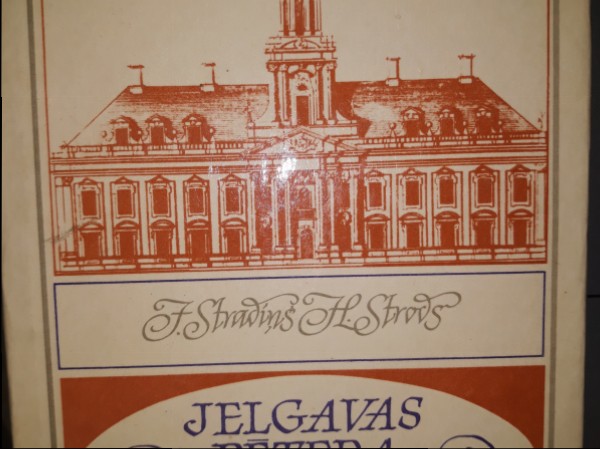 J. Stradiņš H. Strods
JELGAVAS
PĒTERA